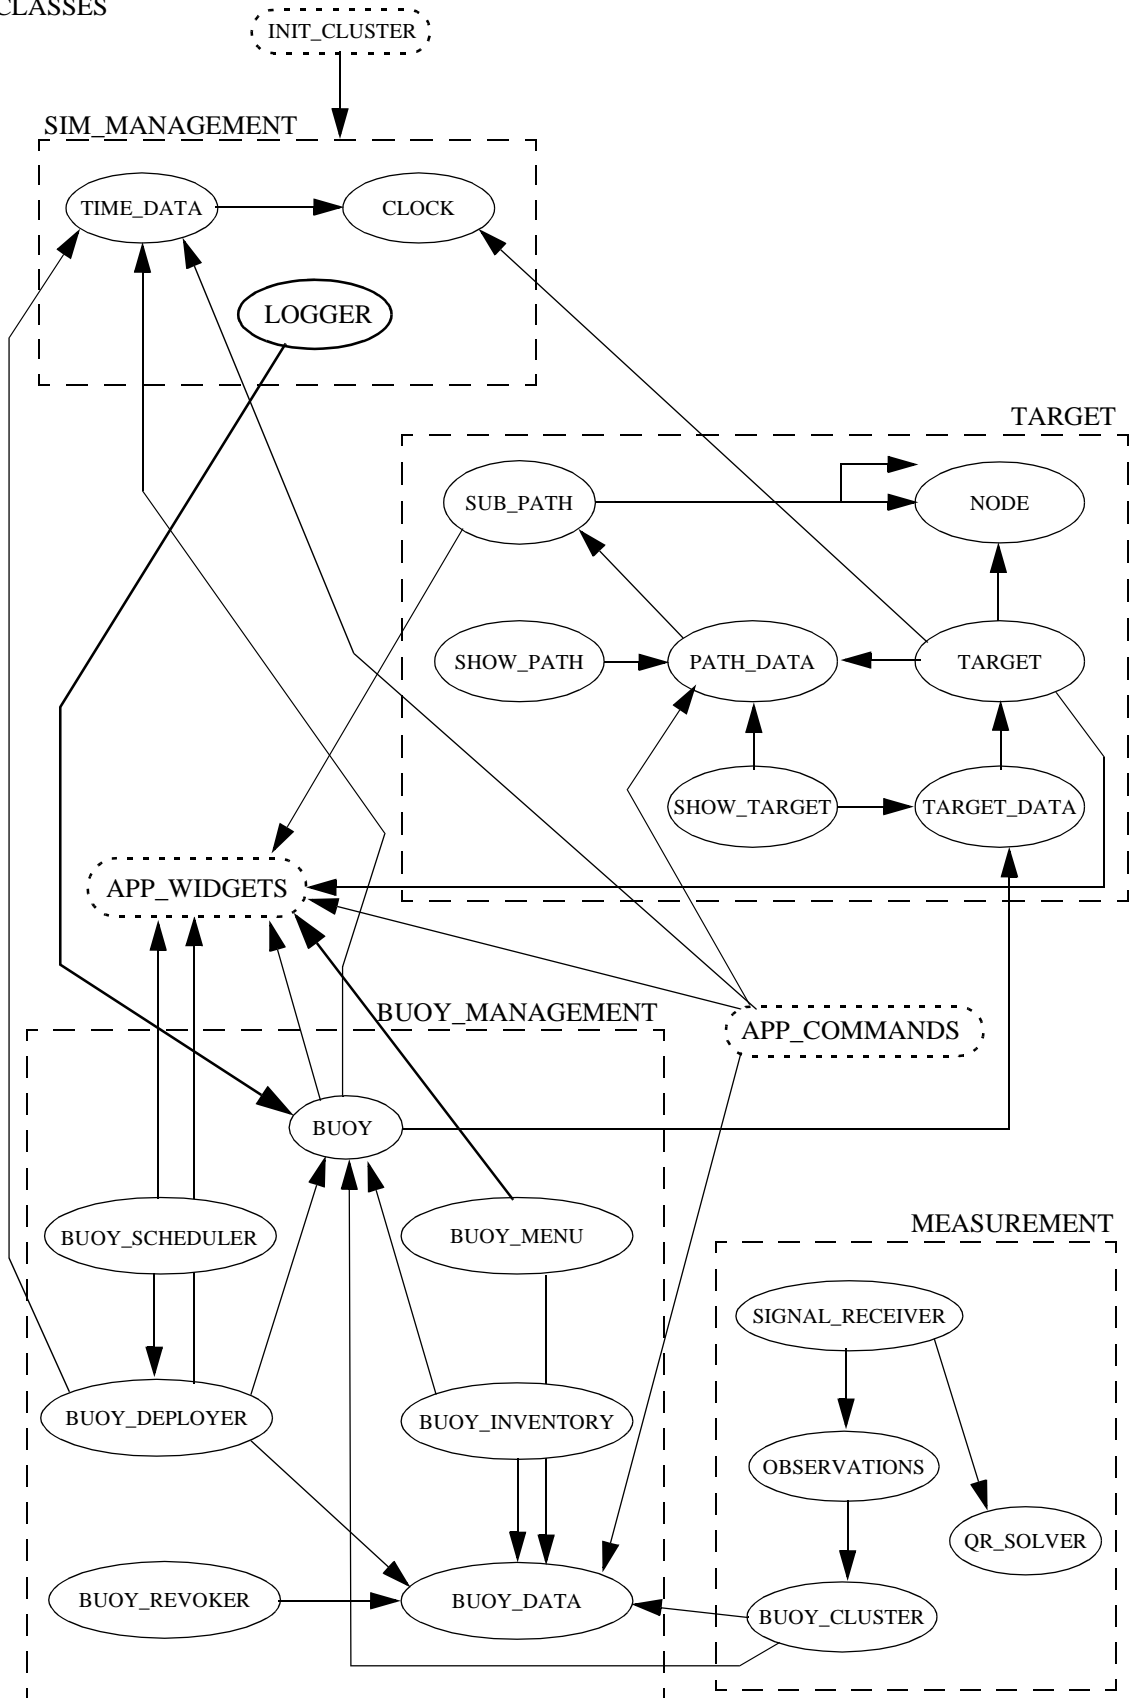 CLASSES
INIT_CLUSTER
SIM_MANAGEMENT
TIME_DATA
CLOCK
LOGGER
TARGET
SUB_PATH
NODE
SHOW_PATH
PATH_DATA
TARGET
SHOW_TARGET
TARGET_DATA
APP_WIDGETS
BUOY_MANAGEMENT
APP_COMMANDS
BUOY
BUOY_SCHEDULER
BUOY_MENU
MEASUREMENT
SIGNAL_RECEIVER
BUOY_DEPLOYER
BUOY_INVENTORY
OBSERVATIONS
QR_SOLVER
BUOY_REVOKER
BUOY_DATA
BUOY_CLUSTER